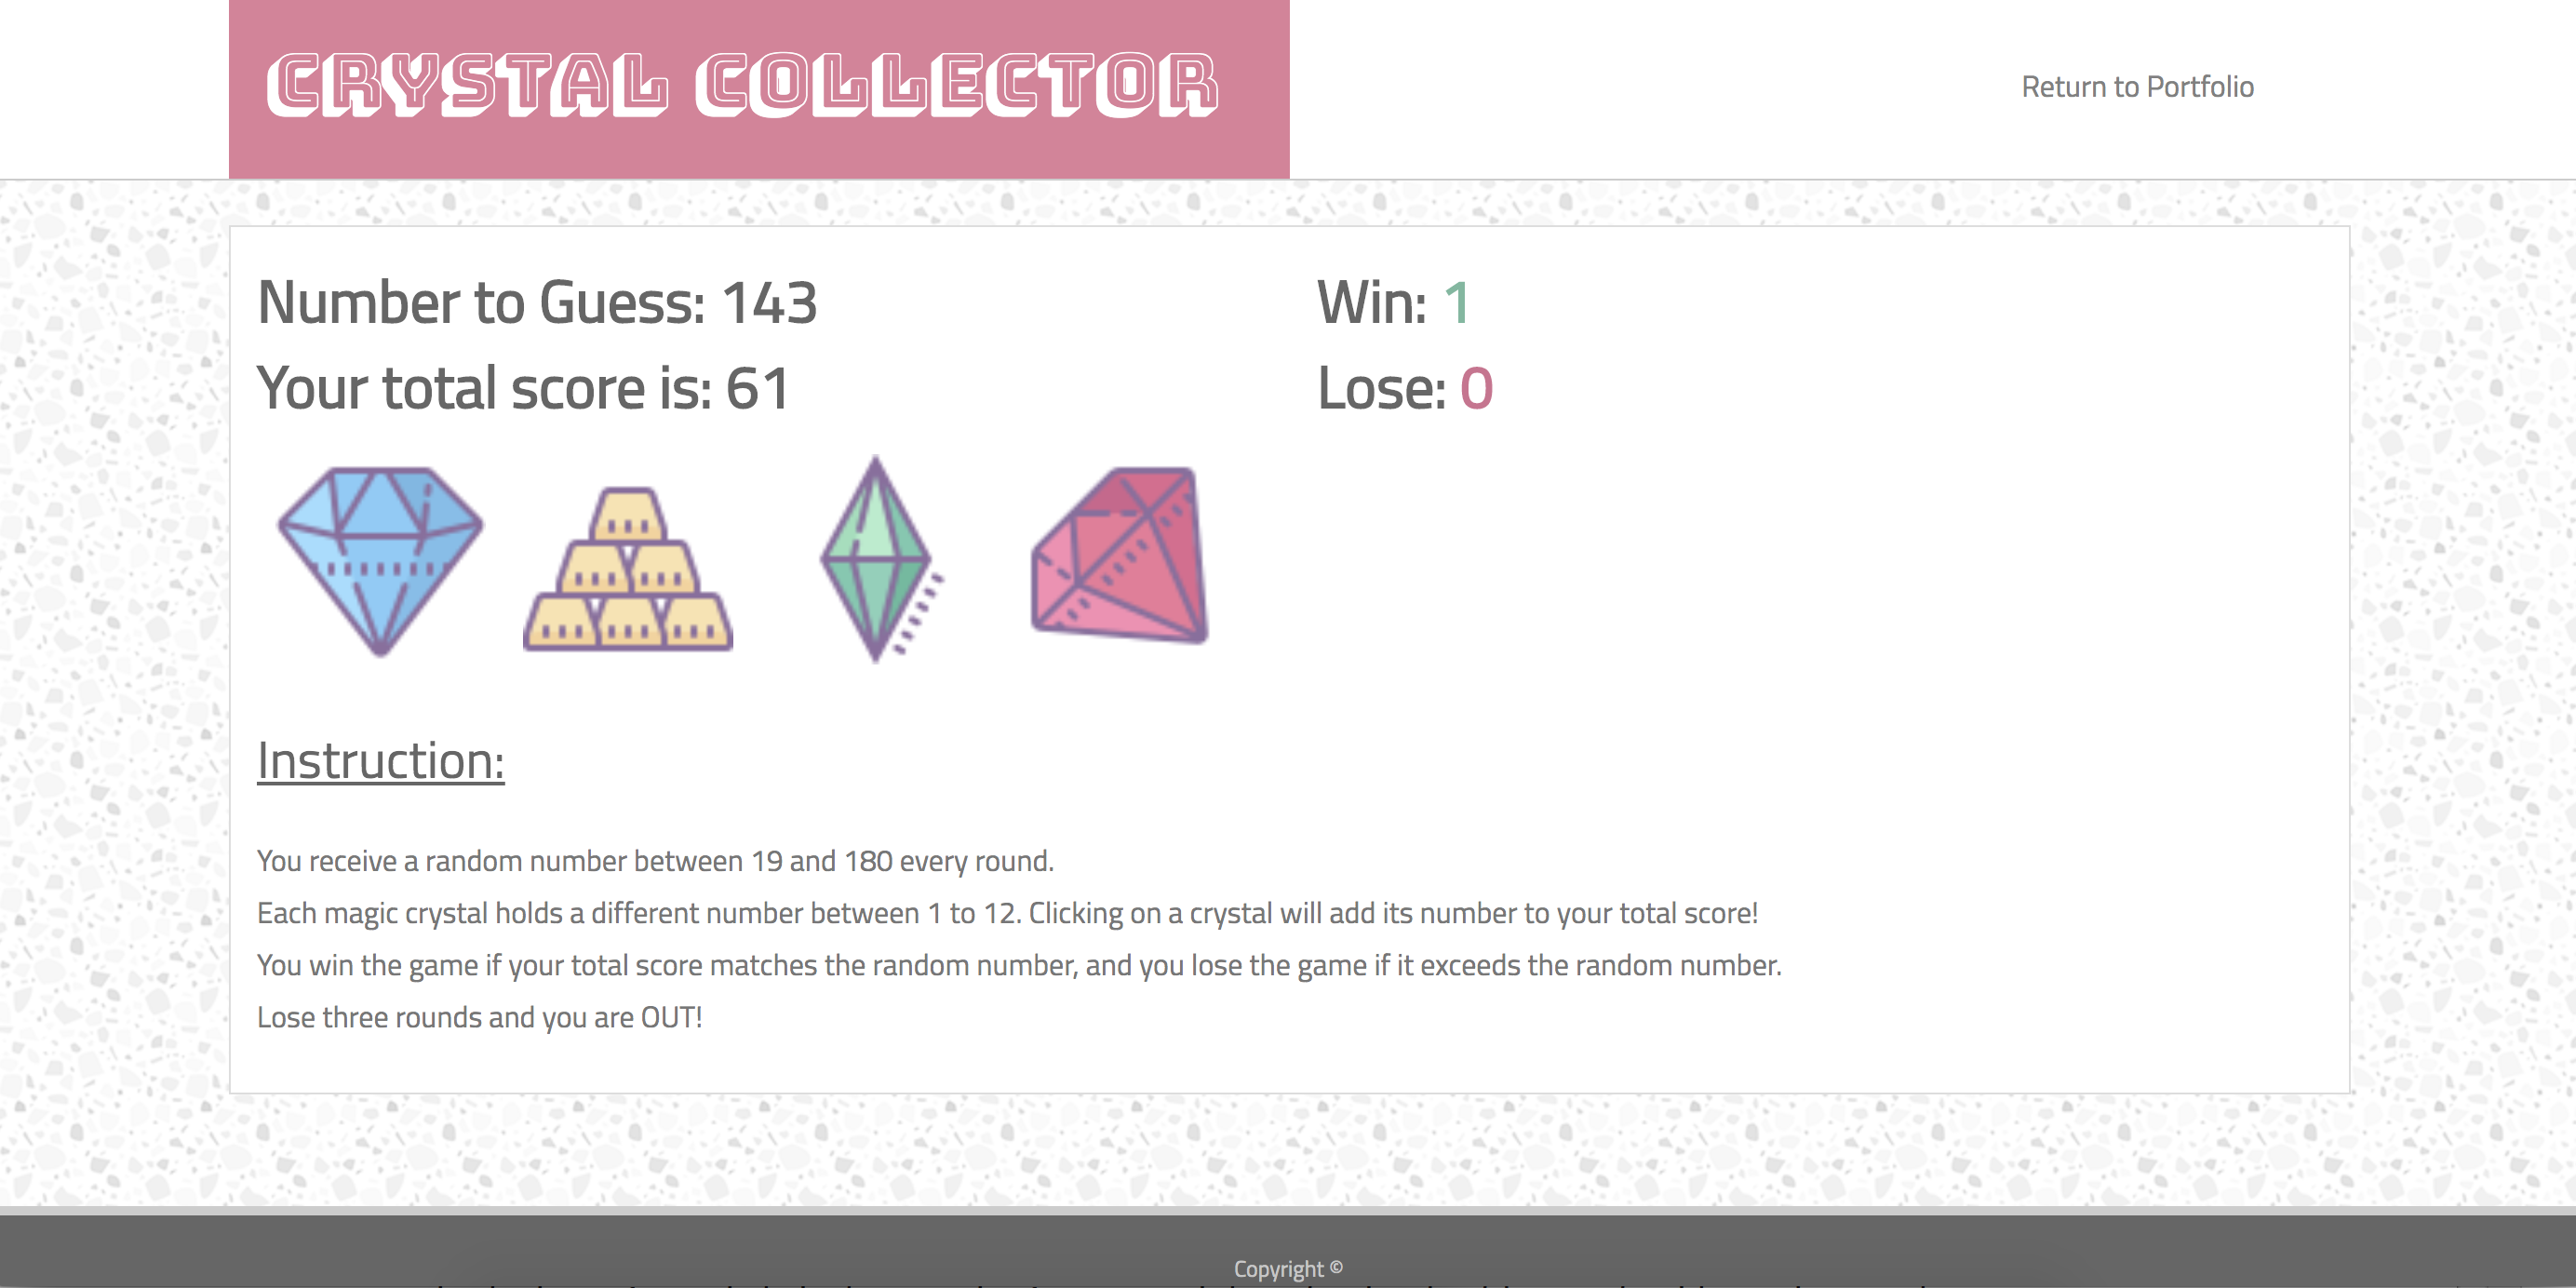 CRYSTAL COLLECTOR
Return to Portfolio
Number to Guess: 143
Your total score is: 61
Win: 1
Lose: 0
Instruction:
You receive a random number between 19 and 180 every round.
Each magic crystal holds a different number between 1 to 12. Clicking on a crystal will add its number to your total score!
You win the game if your total score matches the random number, and you lose the game if it exceeds the random number.
Lose three rounds and you are OUT!
Copyright ©